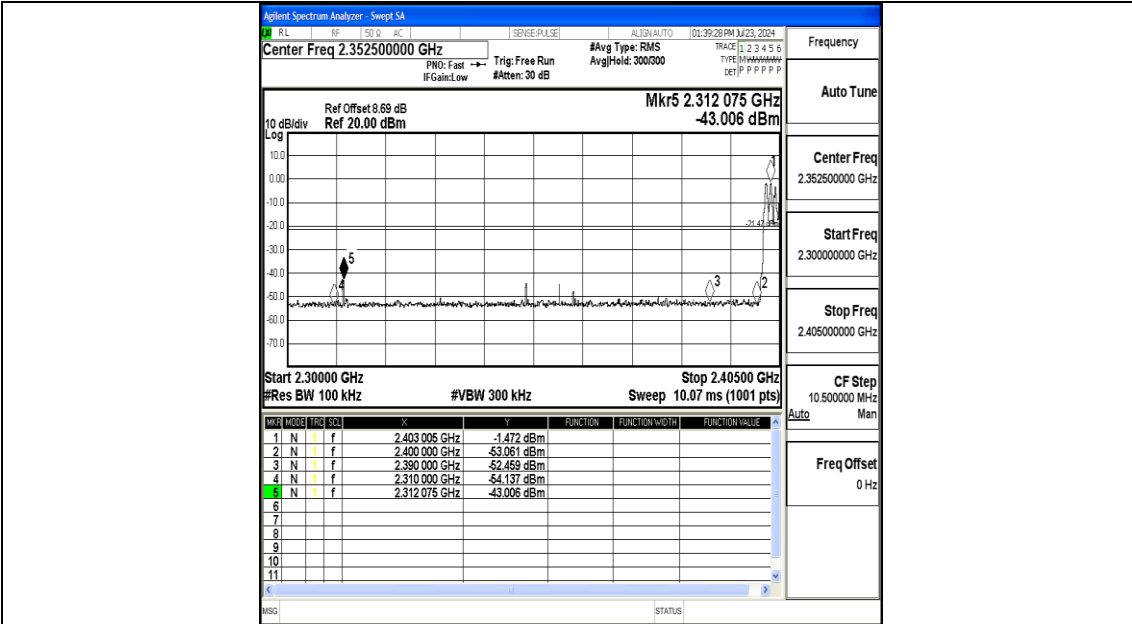 Agilent Spectrum Analyzer - Swept SA
RL RF 50 Ω AC SENSE:PULSE ALIGN AUTO 01:39:28 PM Jul 23, 2024
Center Freq 2.352500000 GHz
PNO: Fast
IFGain:Low
Trig: Free Run
#Atten: 30 dB
#Avg Type: RMS
Avg|Hold: 300/300
TRACE 1 2 3 4 5 6
TYPE M W W W W W
DET P P P P P P
Ref Offset 8.69 dB
10 dB/div Ref 20.00 dBm
Log
Mkr5 2.312 075 GHz
-43.006 dBm
10.0
0.00
-10.0
-20.0
-30.0
-40.0
-50.0
-60.0
-70.0
1
-21.47 dBm
5
4
3
2
Start 2.30000 GHz Stop 2.40500 GHz
#Res BW 100 kHz #VBW 300 kHz Sweep 10.07 ms (1001 pts)
MKR MODE TRC SCL X Y FUNCTION FUNCTION WIDTH FUNCTION VALUE
1 N 1 f 2.403 005 GHz -1.472 dBm
2 N 1 f 2.400 000 GHz -53.061 dBm
3 N 1 f 2.390 000 GHz -52.459 dBm
4 N 1 f 2.310 000 GHz -54.137 dBm
5 N 1 f 2.312 075 GHz -43.006 dBm
6
7
8
9
10
11
MSG STATUS
Frequency
Auto Tune
Center Freq
2.352500000 GHz
Start Freq
2.300000000 GHz
Stop Freq
2.405000000 GHz
CF Step
10.500000 MHz
Auto Man
Freq Offset
0 Hz